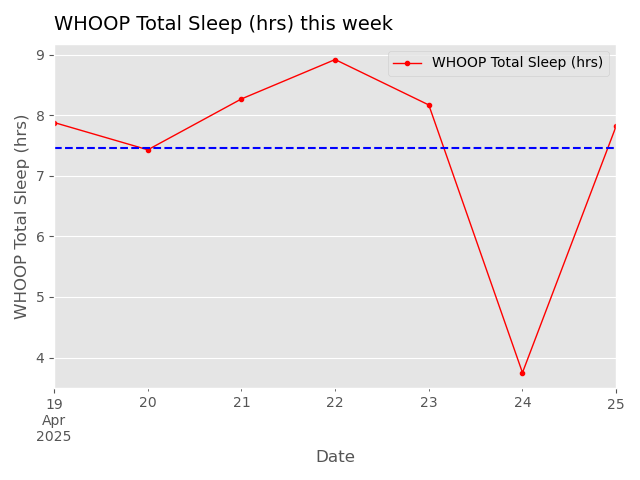 WHOOP Total Sleep (hrs) this week
WHOOP Total Sleep (hrs)
WHOOP Total Sleep (hrs)
9
8
7
6
5
4
19 20 21 22 23 24 25
Apr
2025
Date